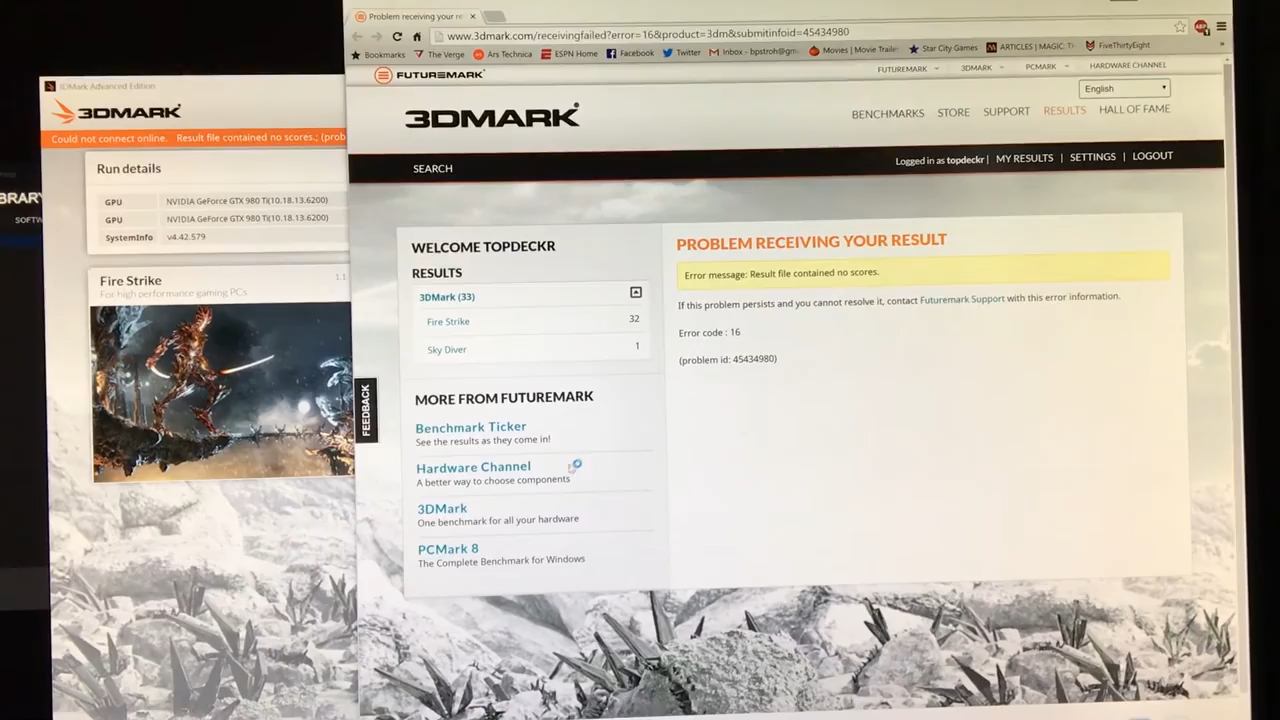 Problem receiving your re
www.3dmark.com/receivingfailed?error=16&product=3dm&submitinfoid=45434980
Bookmarks The Verge Ars Technica ESPN Home Facebook Twitter Inbox - bpstroh@gm Movies | Movie Trailer Star City Games ARTICLES | MAGIC: Th FiveThirtyEight
FUTUREMARK FUTUREMARK 3DMARK PCMARK HARDWARE CHANNEL
English
3DMARK BENCHMARKS STORE SUPPORT RESULTS HALL OF FAME
SEARCH Logged in as topdeckr | MY RESULTS | SETTINGS | LOGOUT
3DMark Advanced Edition
3DMARK
Could not connect online. Result file contained no scores.; (prob
Run details
GPU NVIDIA GeForce GTX 980 Ti(10.18.13.6200)
GPU NVIDIA GeForce GTX 980 Ti(10.18.13.6200)
SystemInfo v4.42.579
Fire Strike 1.1
For high performance gaming PCs
BRARY
SOFTW
WELCOME TOPDECKR
RESULTS
3DMark (33)
Fire Strike 32
Sky Diver 1
FEEDBACK
MORE FROM FUTUREMARK
Benchmark Ticker
See the results as they come in!
Hardware Channel
A better way to choose components
3DMark
One benchmark for all your hardware
PCMark 8
The Complete Benchmark for Windows
PROBLEM RECEIVING YOUR RESULT
Error message: Result file contained no scores.
If this problem persists and you cannot resolve it, contact Futuremark Support with this error information.
Error code : 16
(problem id: 45434980)